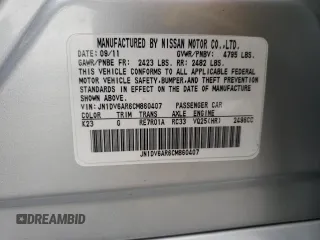 MANUFACTURED BY NISSAN MOTOR CO.,LTD.
DATE: 09/11 GVWR/PNBV: 4795 LBS.
GAWR/PNBE FR: 2423 LBS. RR: 2482 LBS.
THIS VEHICLE CONFORMS TO ALL APPLICABLE FEDERAL
MOTOR VEHICLE SAFETY,BUMPER,AND THEFT
PREVENTION STANDARDS IN EFFECT ON THE DATE OF
MANUFACTURE SHOWN ABOVE.
VIN: JN1DV6AR6CM860407 PASSENGER CAR
COLOR TRIM TRANS AXLE ENGINE
K23 G RE7R01A RC33 VQ25(HR) 2496CC
JN1DV6AR6CM860407
DREAMBID